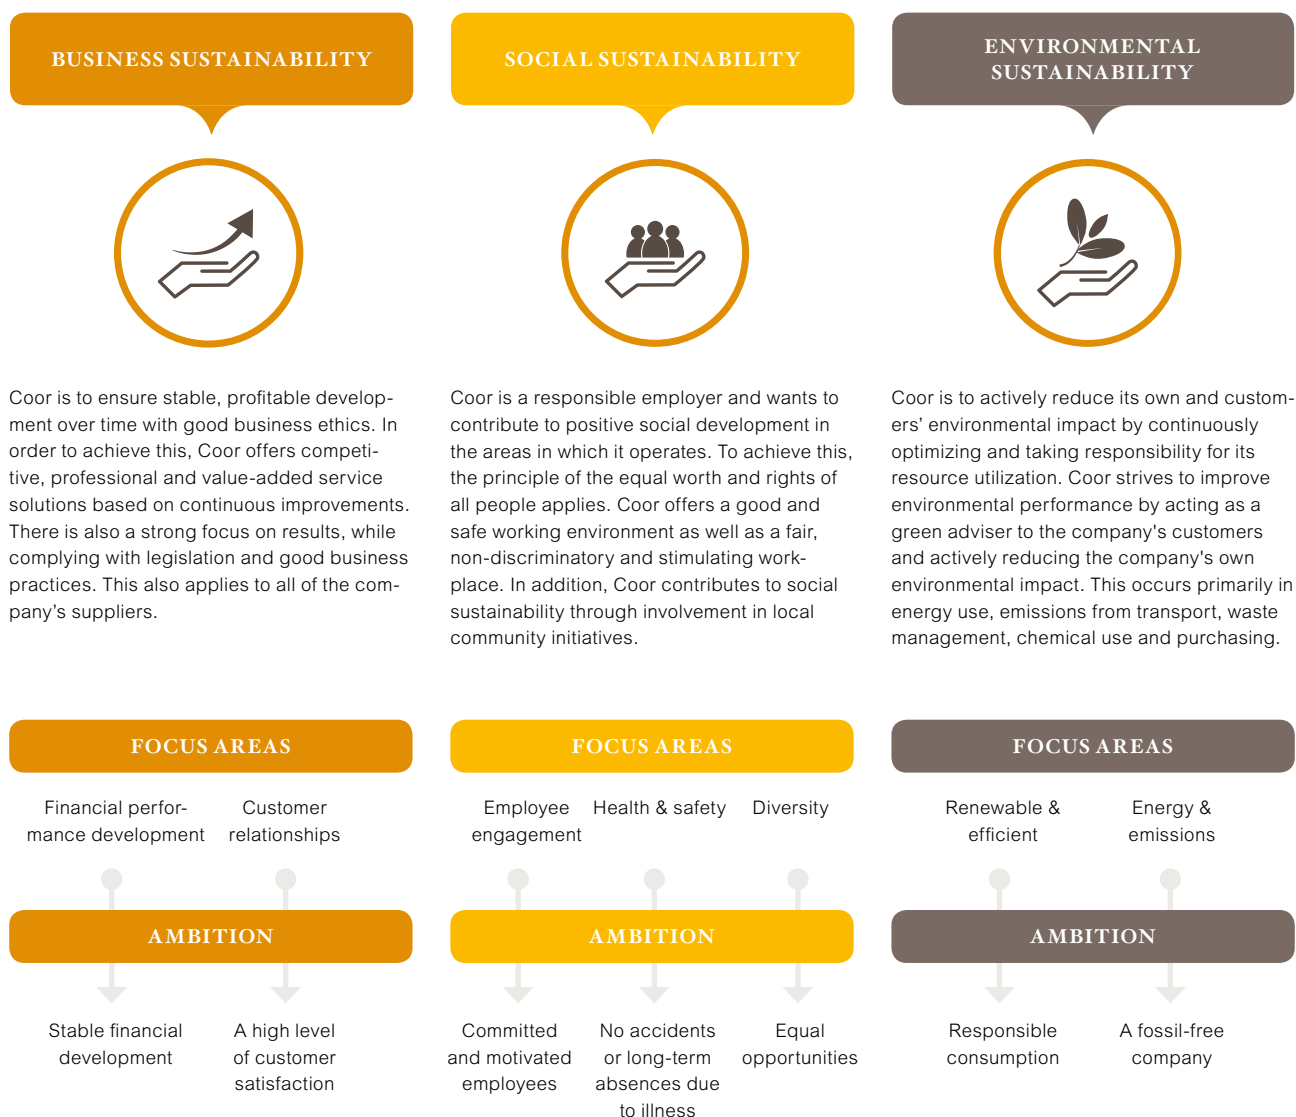 BUSINESS SUSTAINABILITY
Coor is to ensure stable, profitable develop-
ment over time with good business ethics. In
order to achieve this, Coor offers competi-
tive, professional and value-added service
solutions based on continuous improvements.
There is also a strong focus on results, while
complying with legislation and good business
practices. This also applies to all of the com-
pany’s suppliers.
FOCUS AREAS
Financial perfor-
mance development
Customer
relationships
AMBITION
Stable financial
development
A high level
of customer
satisfaction
SOCIAL SUSTAINABILITY
Coor is a responsible employer and wants to
contribute to positive social development in
the areas in which it operates. To achieve this,
the principle of the equal worth and rights of
all people applies. Coor offers a good and
safe working environment as well as a fair,
non-discriminatory and stimulating work-
place. In addition, Coor contributes to social
sustainability through involvement in local
community initiatives.
FOCUS AREAS
Employee
engagement
Health & safety
Diversity
AMBITION
Committed
and motivated
employees
No accidents
or long-term
absences due
to illness
Equal
opportunities
ENVIRONMENTAL
SUSTAINABILITY
Coor is to actively reduce its own and custom-
ers’ environmental impact by continuously
optimizing and taking responsibility for its
resource utilization. Coor strives to improve
environmental performance by acting as a
green adviser to the company's customers
and actively reducing the company's own
environmental impact. This occurs primarily in
energy use, emissions from transport, waste
management, chemical use and purchasing.
FOCUS AREAS
Renewable &
efficient
Energy &
emissions
AMBITION
Responsible
consumption
A fossil-free
company